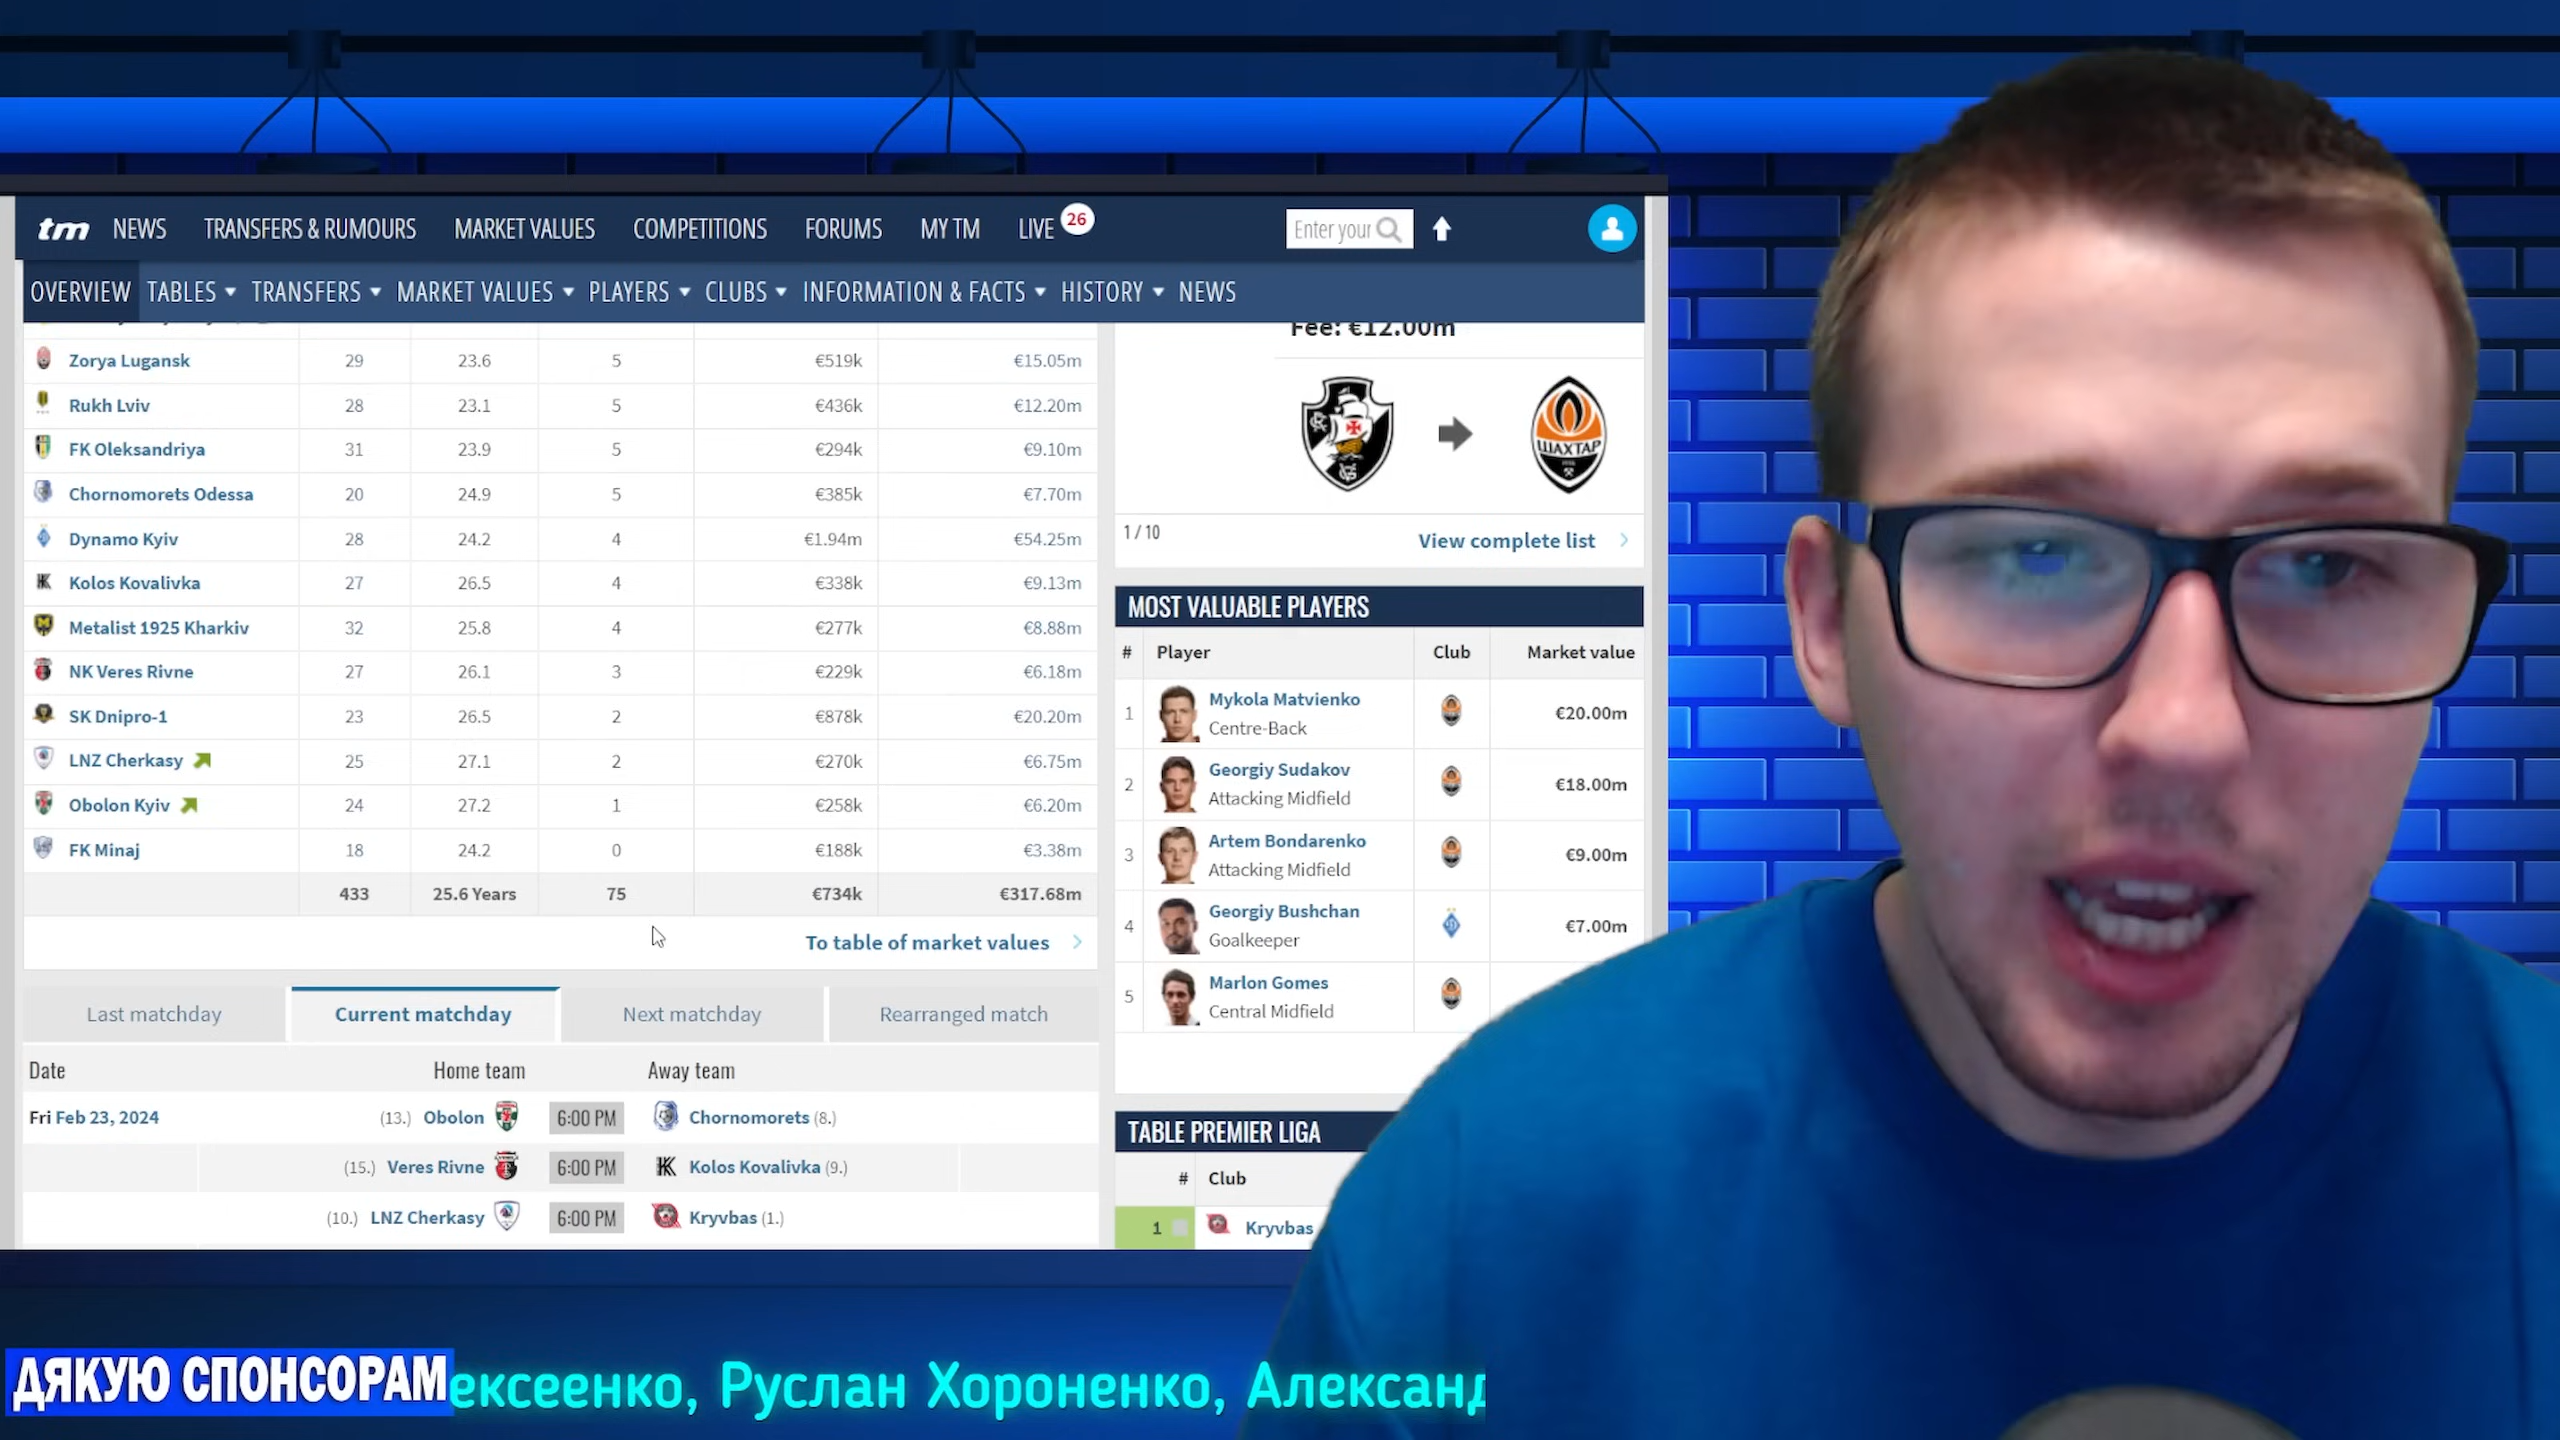 tm NEWS TRANSFERS & RUMOURS MARKET VALUES COMPETITIONS FORUMS MY TM LIVE 26 Enter your
OVERVIEW TABLES TRANSFERS MARKET VALUES PLAYERS CLUBS INFORMATION & FACTS HISTORY NEWS
Zorya Lugansk 29 23.6 5 €519k €15.05m
Rukh Lviv 28 23.1 5 €436k €12.20m
FK Oleksandriya 31 23.9 5 €294k €9.10m
Chornomorets Odessa 20 24.9 5 €385k €7.70m
Dynamo Kyiv 28 24.2 4 €1.94m €54.25m
Kolos Kovalivka 27 26.5 4 €338k €9.13m
Metalist 1925 Kharkiv 32 25.8 4 €277k €8.88m
NK Veres Rivne 27 26.1 3 €229k €6.18m
SK Dnipro-1 23 26.5 2 €878k €20.20m
LNZ Cherkasy 25 27.1 2 €270k €6.75m
Obolon Kyiv 24 27.2 1 €258k €6.20m
FK Minaj 18 24.2 0 €188k €3.38m
433 25.6 Years 75 €734k €317.68m
To table of market values
Last matchday Current matchday Next matchday Rearranged match
Date Home team Away team
Fri Feb 23, 2024 (13.) Obolon 6:00 PM Chornomorets (8.)
(15.) Veres Rivne 6:00 PM Kolos Kovalivka (9.)
(10.) LNZ Cherkasy 6:00 PM Kryvbas (1.)
Fee: €12.00m
ШАХТАР
1 / 10 View complete list
MOST VALUABLE PLAYERS
# Player Club Market value
1 Mykola Matvienko €20.00m
Centre-Back
2 Georgiy Sudakov €18.00m
Attacking Midfield
3 Artem Bondarenko €9.00m
Attacking Midfield
4 Georgiy Bushchan €7.00m
Goalkeeper
5 Marlon Gomes
Central Midfield
TABLE PREMIER LIGA
# Club
1 Kryvbas
ДЯКУЮ СПОНСОРАМ ексеенко, Руслан Хороненко, Александ